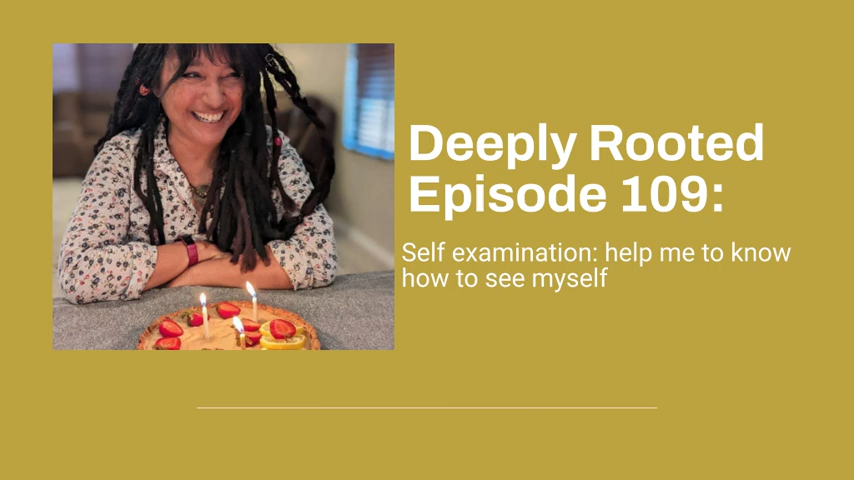 Deeply Rooted
Episode 109:
Self examination: help me to know
how to see myself